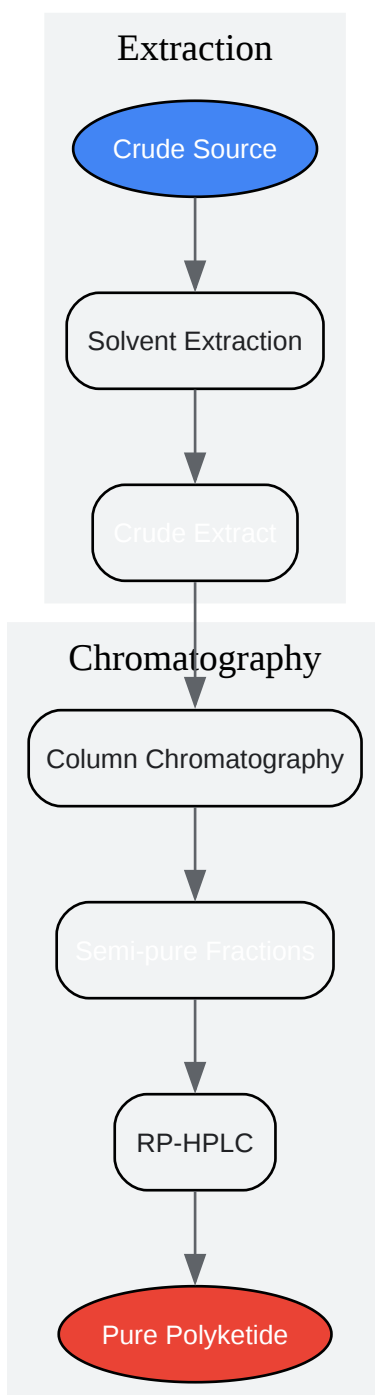 Extraction
Crude Source
Solvent Extraction
Crude Extract
Chromatography
Column Chromatography
Semi-pure Fractions
RP-HPLC
Pure Polyketide